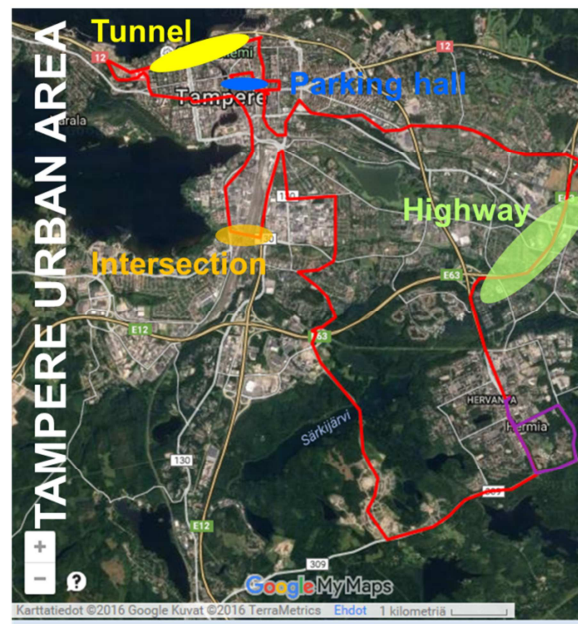 TAMPERE URBAN AREA
Tunnel
12
12
Parking hall
Tampere
Highway
E63
Intersection
E12
HERVANTA
Hermia
Särkijärvi
130
309
E12
309
Google My Maps
+
−
?
Karttatiedot ©2016 Google Kuvat ©2016 TerraMetrics Ehdot 1 kilometriä